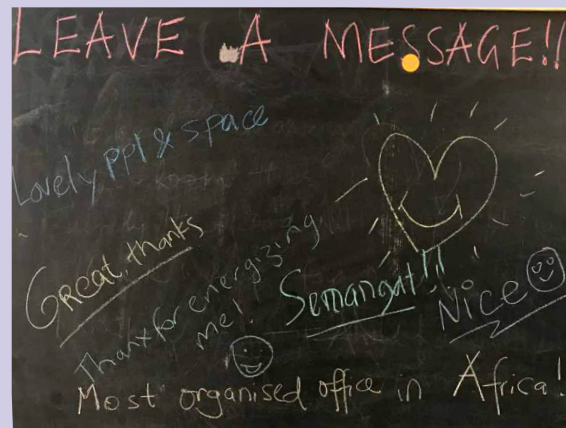 LEAVE A MESSAGE!!
Lovely ppl & space
Great, thanks
Thanx for energizing
me!
Semangat!!!
Nice
Most organised office in Africa!